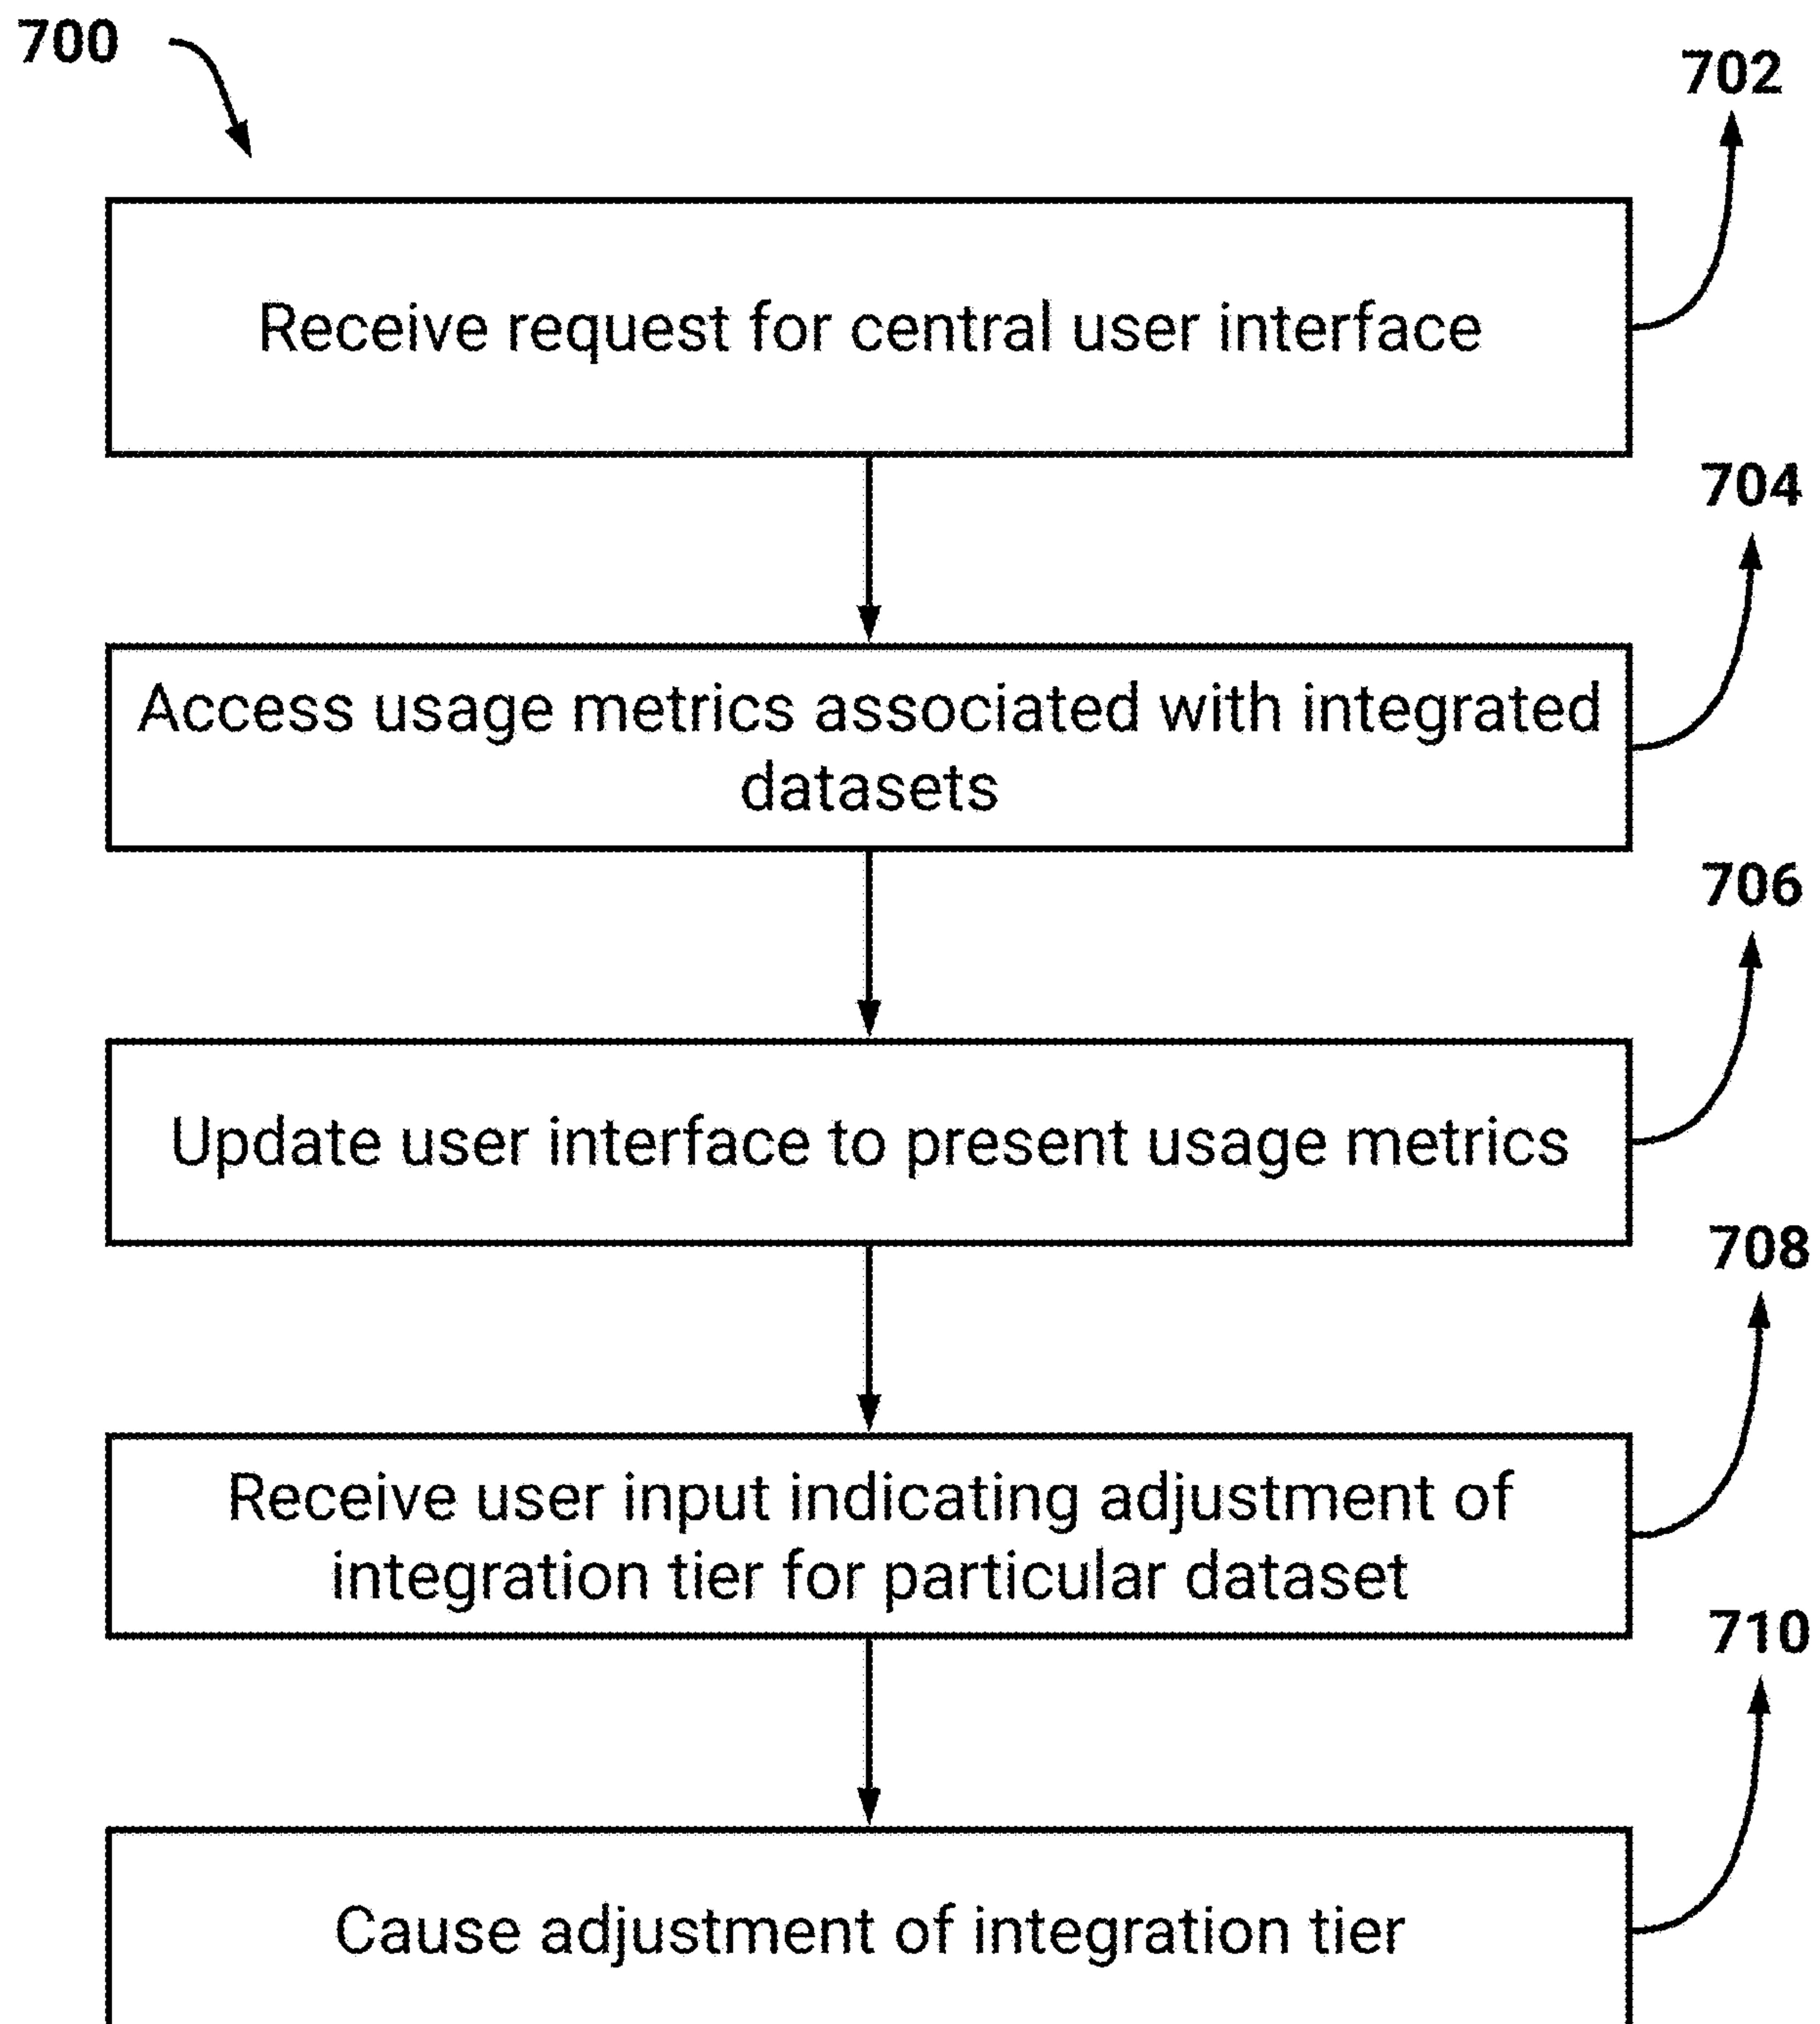 700
702
Receive request for central user interface
704
Access usage metrics associated with integrated
datasets
706
Update user interface to present usage metrics
708
Receive user input indicating adjustment of
integration tier for particular dataset
710
Cause adjustment of integration tier